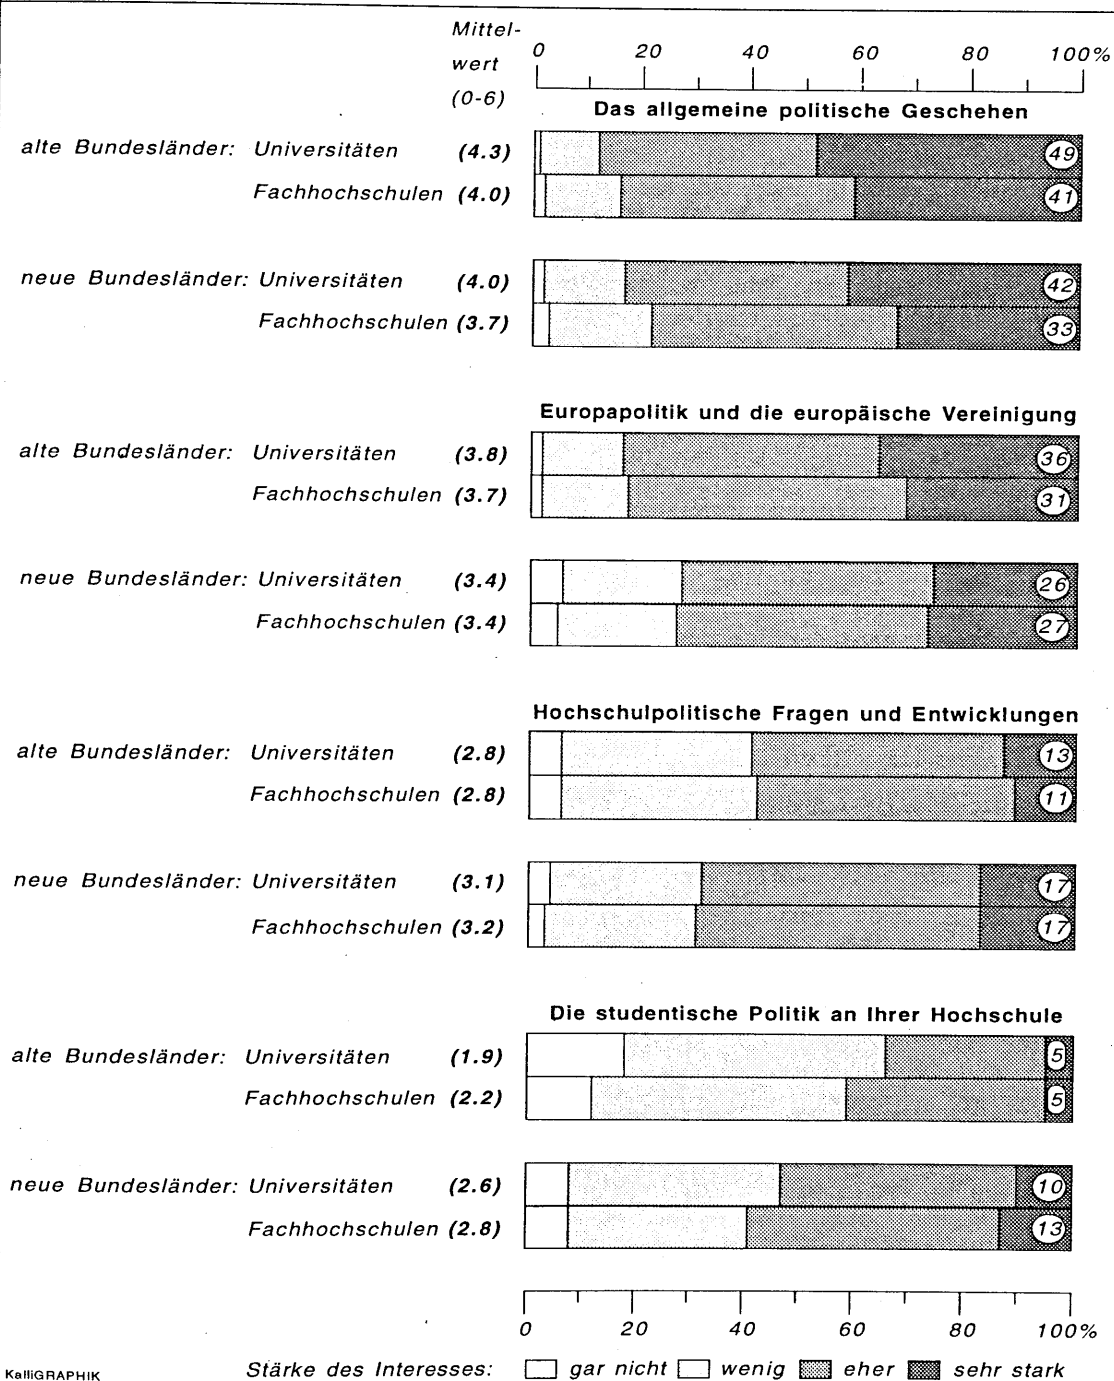 Mittel-
wert
(0-6)
0 20 40 60 80 100%
Das allgemeine politische Geschehen
alte Bundesländer: Universitäten (4.3) 49
Fachhochschulen (4.0) 41
neue Bundesländer: Universitäten (4.0) 42
Fachhochschulen (3.7) 33
Europapolitik und die europäische Vereinigung
alte Bundesländer: Universitäten (3.8) 36
Fachhochschulen (3.7) 31
neue Bundesländer: Universitäten (3.4) 26
Fachhochschulen (3.4) 27
Hochschulpolitische Fragen und Entwicklungen
alte Bundesländer: Universitäten (2.8) 13
Fachhochschulen (2.8) 11
neue Bundesländer: Universitäten (3.1) 17
Fachhochschulen (3.2) 17
Die studentische Politik an Ihrer Hochschule
alte Bundesländer: Universitäten (1.9) 5
Fachhochschulen (2.2) 5
neue Bundesländer: Universitäten (2.6) 10
Fachhochschulen (2.8) 13
0 20 40 60 80 100%
KalliGRAPHIK
Stärke des Interesses: gar nicht wenig eher sehr stark